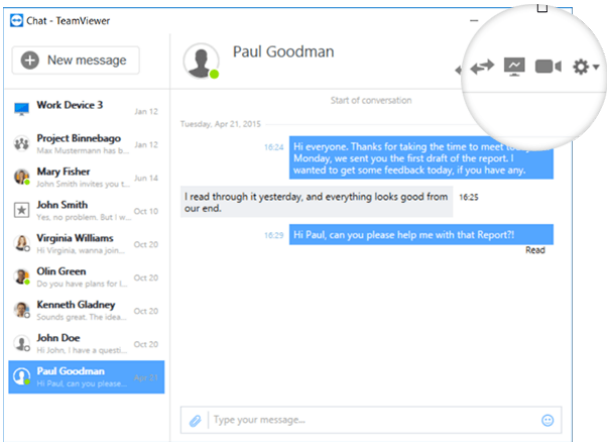 Chat - TeamViewer
New message
Work Device 3
Jan 12
Project Binnebago
Max Mustermann has b...
Jan 12
Mary Fisher
John Smith invites you t...
Jun 14
John Smith
Yes, no problem. But I w...
Oct 10
Virginia Williams
Hi Virginia, wanna join...
Oct 20
Olin Green
Do you have plans for l...
Oct 20
Kenneth Gladney
Sounds great. The idea...
Oct 20
John Doe
Hi John, I have a questi...
Oct 20
Paul Goodman
Hi Paul, can you please...
Apr 21
Paul Goodman
Start of conversation
Tuesday, Apr 21, 2015
16:24
Hi everyone. Thanks for taking the time to meet
Monday, we sent you the first draft of the report. I
wanted to get some feedback today, if you have any.
I read through it yesterday, and everything looks good from
our end.
16:25
16:29
Hi Paul, can you please help me with that Report?!
Read
Type your message...